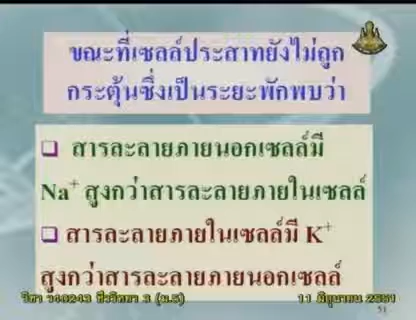 ขณะที่เซลล์ประสาทยังไม่ถูก
กระตุ้นซึ่งเป็นระยะพักพบว่า
❑ สารละลายภายนอกเซลล์มี
Na⁺ สูงกว่าสารละลายภายในเซลล์
❑ สารละลายภายในเซลล์มี K⁺
สูงกว่าสารละลายภายนอกเซลล์
วิชา ว40243 ชีววิทยา 3 (ม.5) 11 มิถุนายน 2551
51